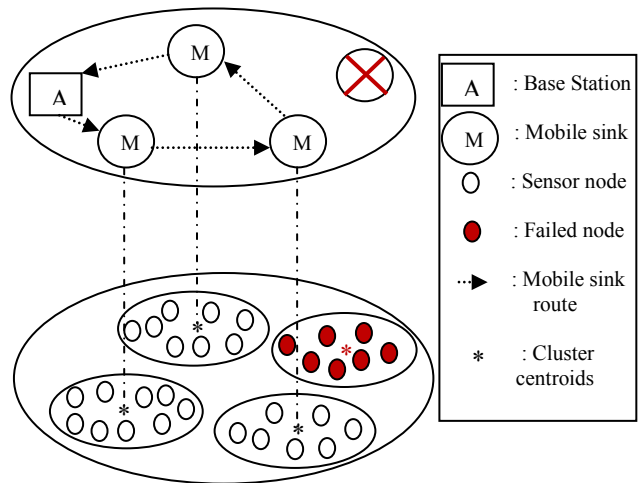 M
A
M
M
*
*
*
*
A : Base Station
M : Mobile sink
: Sensor node
: Failed node
: Mobile sink
route
* : Cluster
centroids